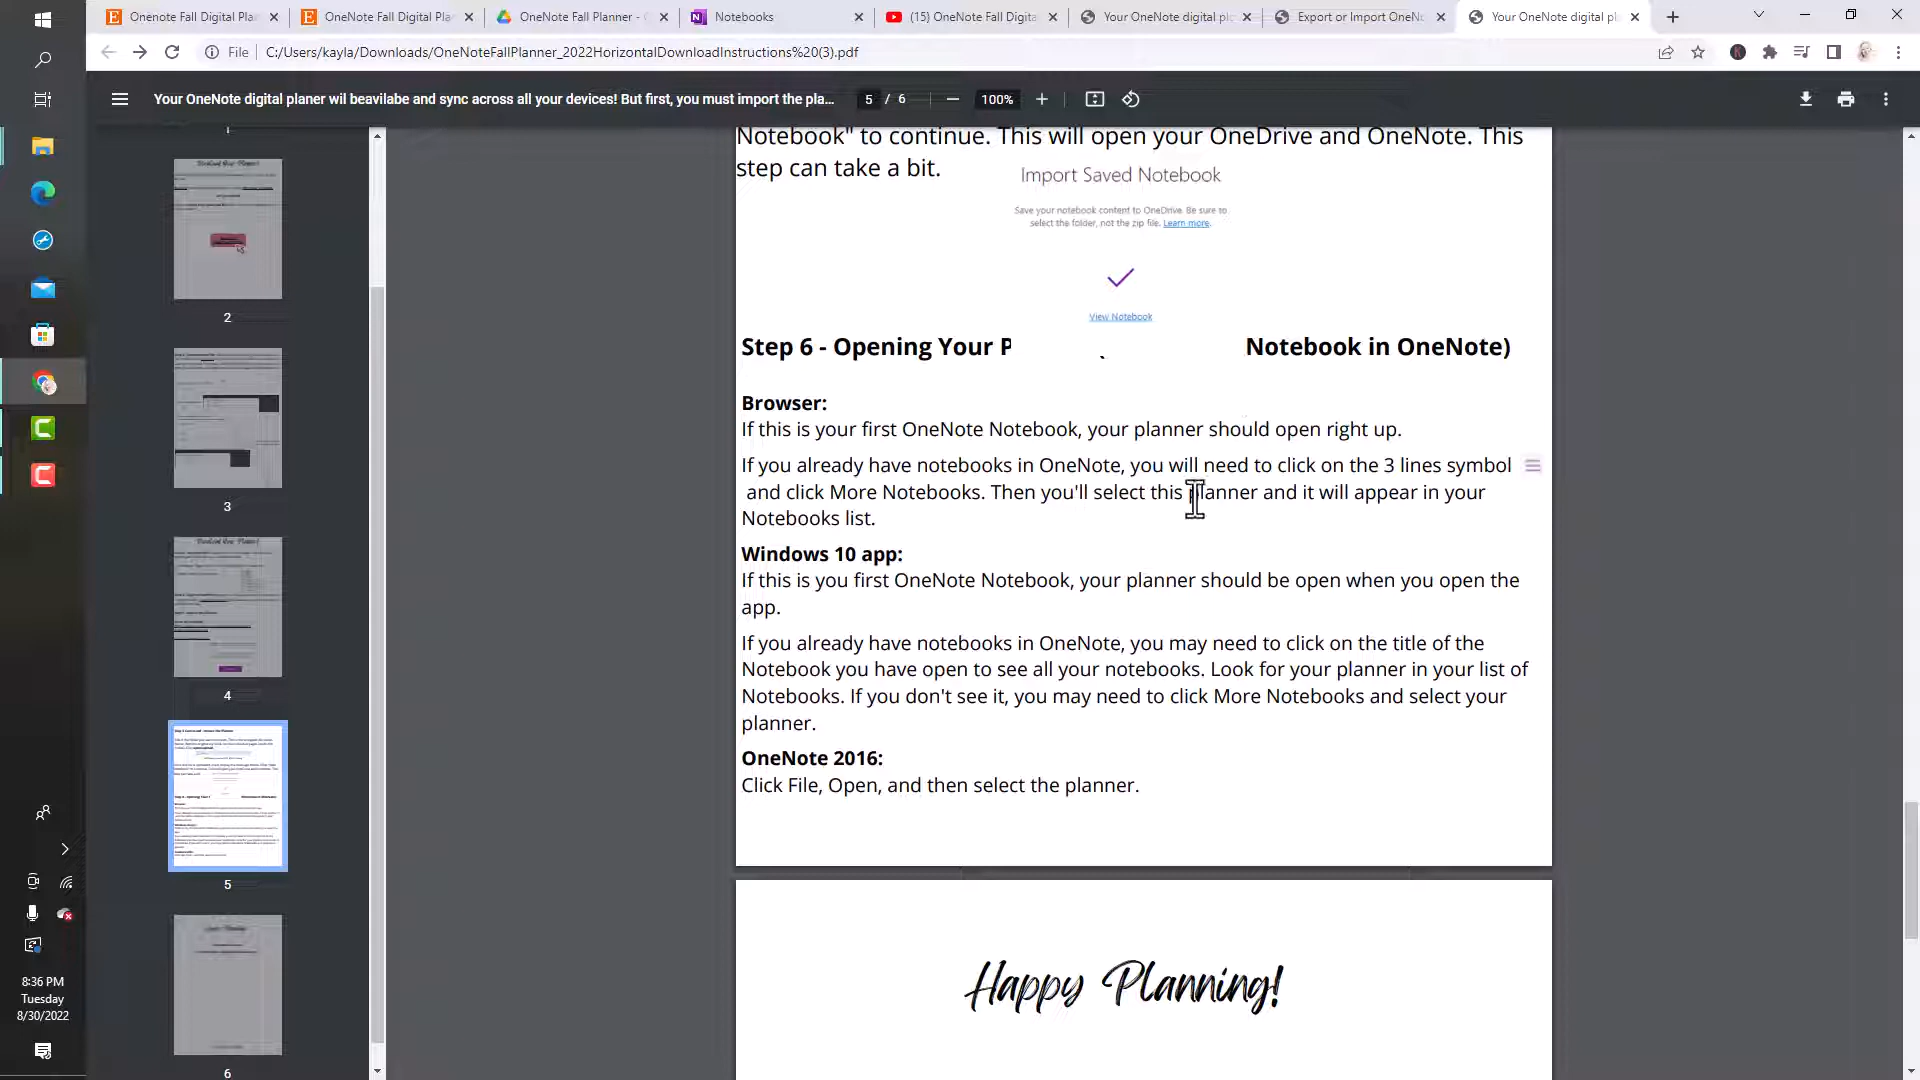 Onenote Fall Digital Pla
OneNote Fall Digital Pla
OneNote Fall Planner - 
Notebooks
(15) OneNote Fall Digita
Your OneNote digital pl
Export or Import OneNo
Your OneNote digital pl
File
C:/Users/kayla/Downloads/OneNoteFallPlanner_2022HorizontalDownloadInstructions%20(3).pdf
Your OneNote digital planer wil beavilabe and sync across all your devices! But first, you must import the pla...
5 / 6
100%
1
2
3
4
5
6
Notebook" to continue. This will open your OneDrive and OneNote. This
step can take a bit.
Import Saved Notebook
Save your notebook content to OneDrive. Be sure to
select the folder, not the zip file. Learn more.
View Notebook
Step 6 - Opening Your P Notebook in OneNote)
Browser:
If this is your first OneNote Notebook, your planner should open right up.
If you already have notebooks in OneNote, you will need to click on the 3 lines symbol
and click More Notebooks. Then you'll select this planner and it will appear in your
Notebooks list.
Windows 10 app:
If this is you first OneNote Notebook, your planner should be open when you open the
app.
If you already have notebooks in OneNote, you may need to click on the title of the
Notebook you have open to see all your notebooks. Look for your planner in your list of
Notebooks. If you don't see it, you may need to click More Notebooks and select your
planner.
OneNote 2016:
Click File, Open, and then select the planner.
Happy Planning!
8:36 PM
Tuesday
8/30/2022